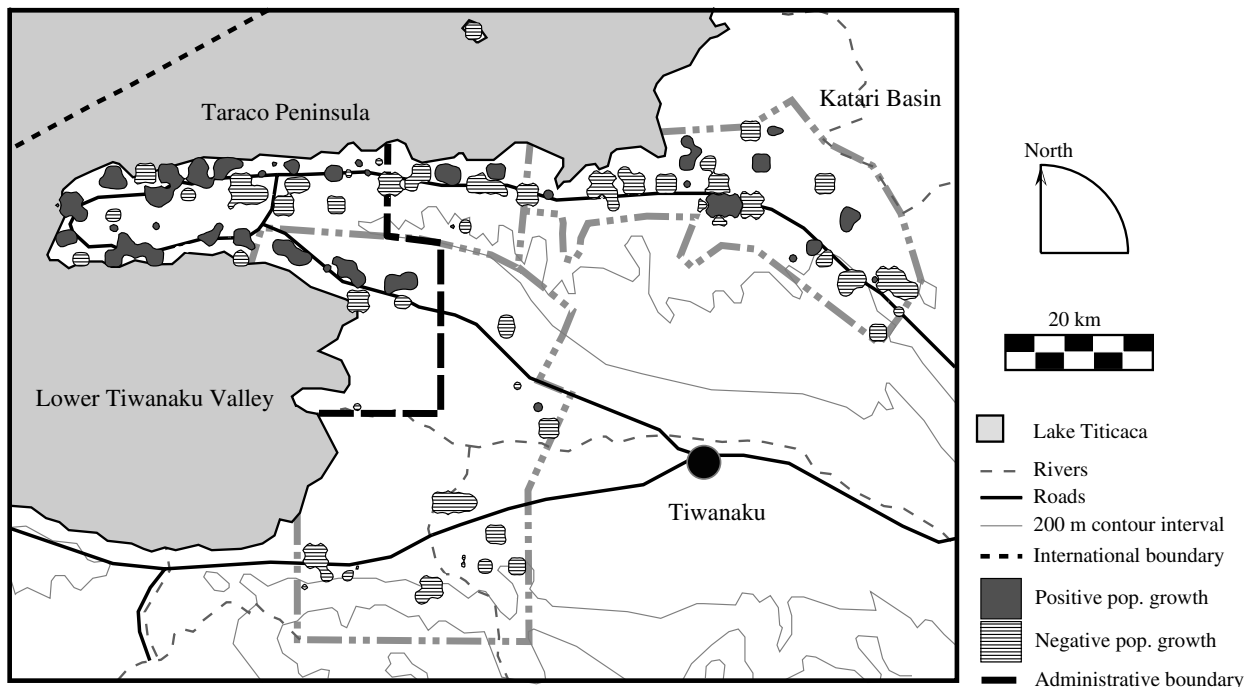 Taraco Peninsula
Katari Basin
Lower Tiwanaku Valley
Tiwanaku
North
20 km
Lake Titicaca
Rivers
Roads
200 m contour interval
International boundary
Positive pop. growth
Negative pop. growth
Administrative boundary